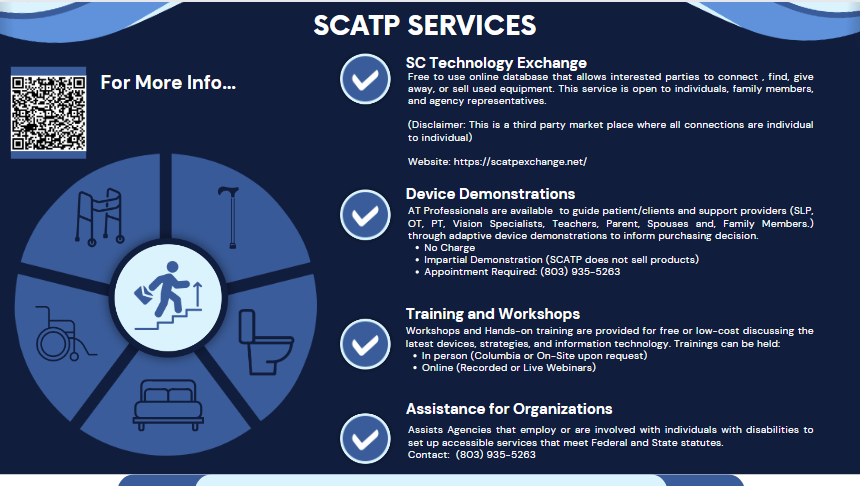 SCATP SERVICES
For More Info...
SC Technology Exchange
Free to use online database that allows interested parties to connect , find, give
away, or sell used equipment. This service is open to individuals, family members,
and agency representatives.
(Disclaimer: This is a third party market place where all connections are individual
to individual)
Website: https://scatpexchange.net/
Device Demonstrations
AT Professionals are available to guide patient/clients and support providers (SLP,
OT, PT, Vision Specialists, Teachers, Parent, Spouses and, Family Members.)
through adaptive device demonstrations to inform purchasing decision.
• No Charge
• Impartial Demonstration (SCATP does not sell products)
• Appointment Required: (803) 935-5263
Training and Workshops
Workshops and Hands-on training are provided for free or low-cost discussing the
latest devices, strategies, and information technology. Trainings can be held:
• In person (Columbia or On-Site upon request)
• Online (Recorded or Live Webinars)
Assistance for Organizations
Assists Agencies that employ or are involved with individuals with disabilities to
set up accessible services that meet Federal and State statutes.
Contact: (803) 935-5263